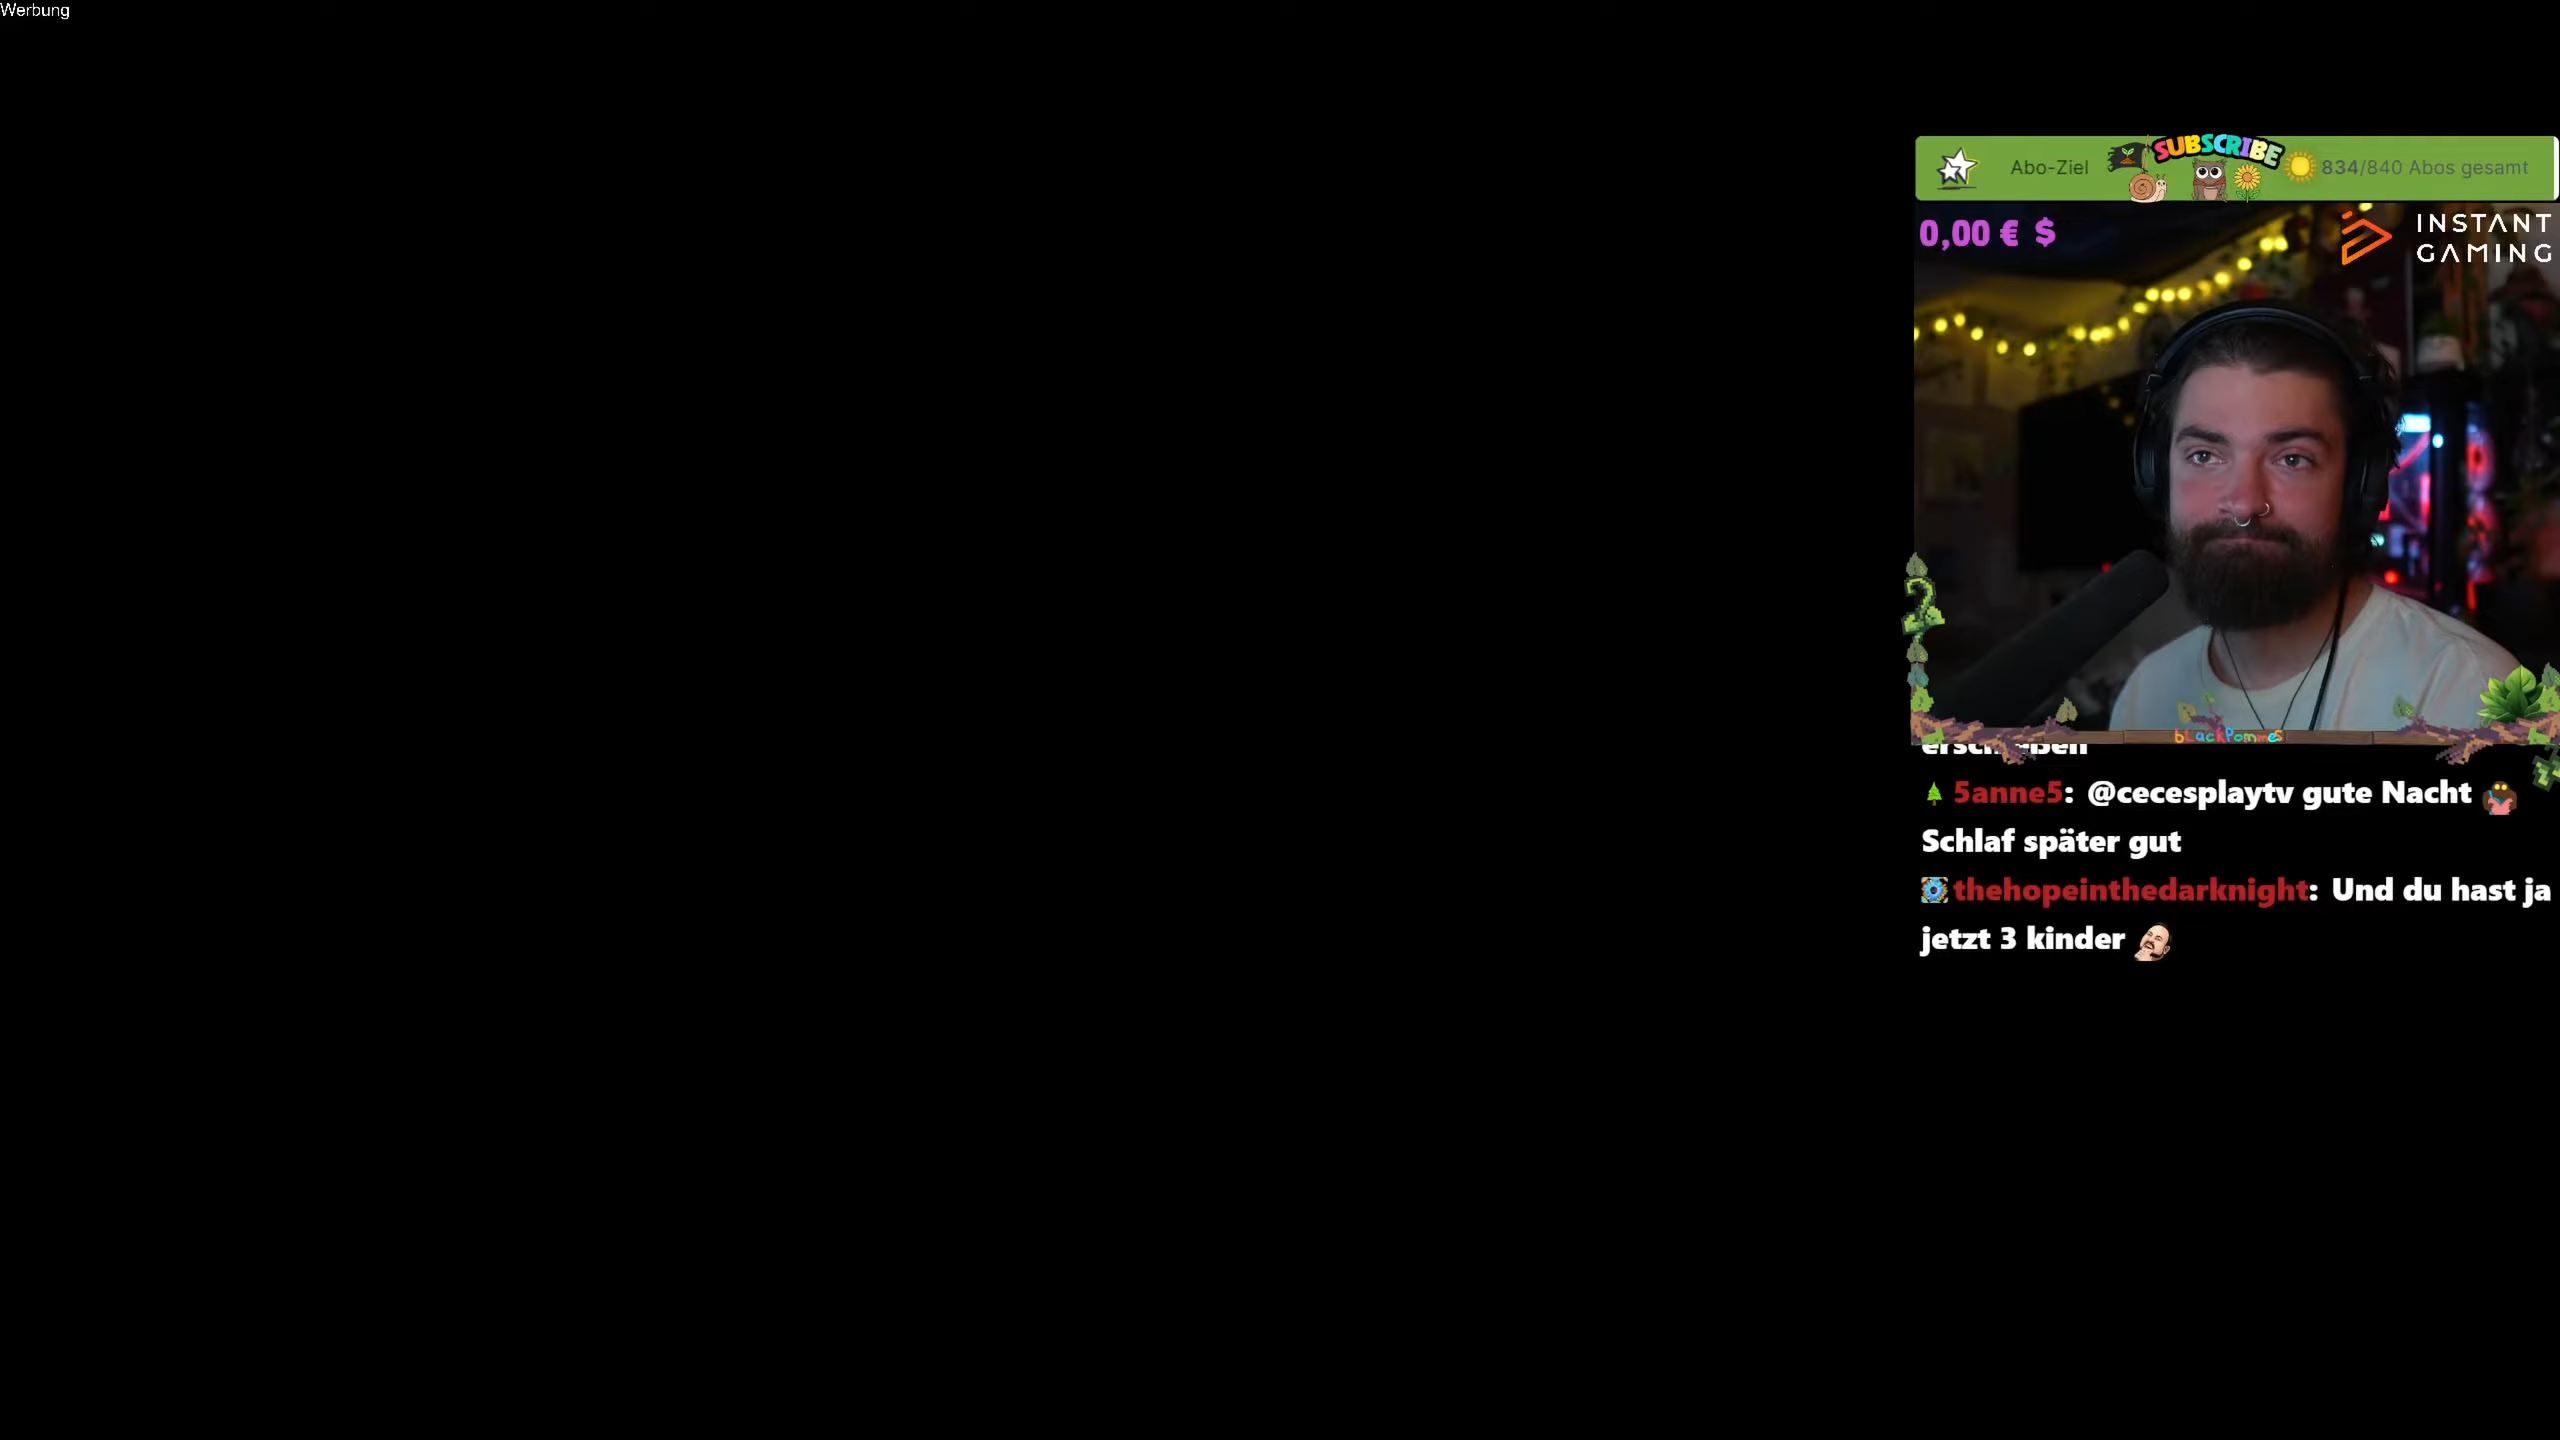 Werbung
SUBSCRIBE
Abo-Ziel
834/840 Abos gesamt
0,00 € $
INSTANT
GAMING
bLackPommes
5anne5: @cecesplaytv gute Nacht
Schlaf später gut
thehopeinthedarknight: Und du hast ja
jetzt 3 kinder